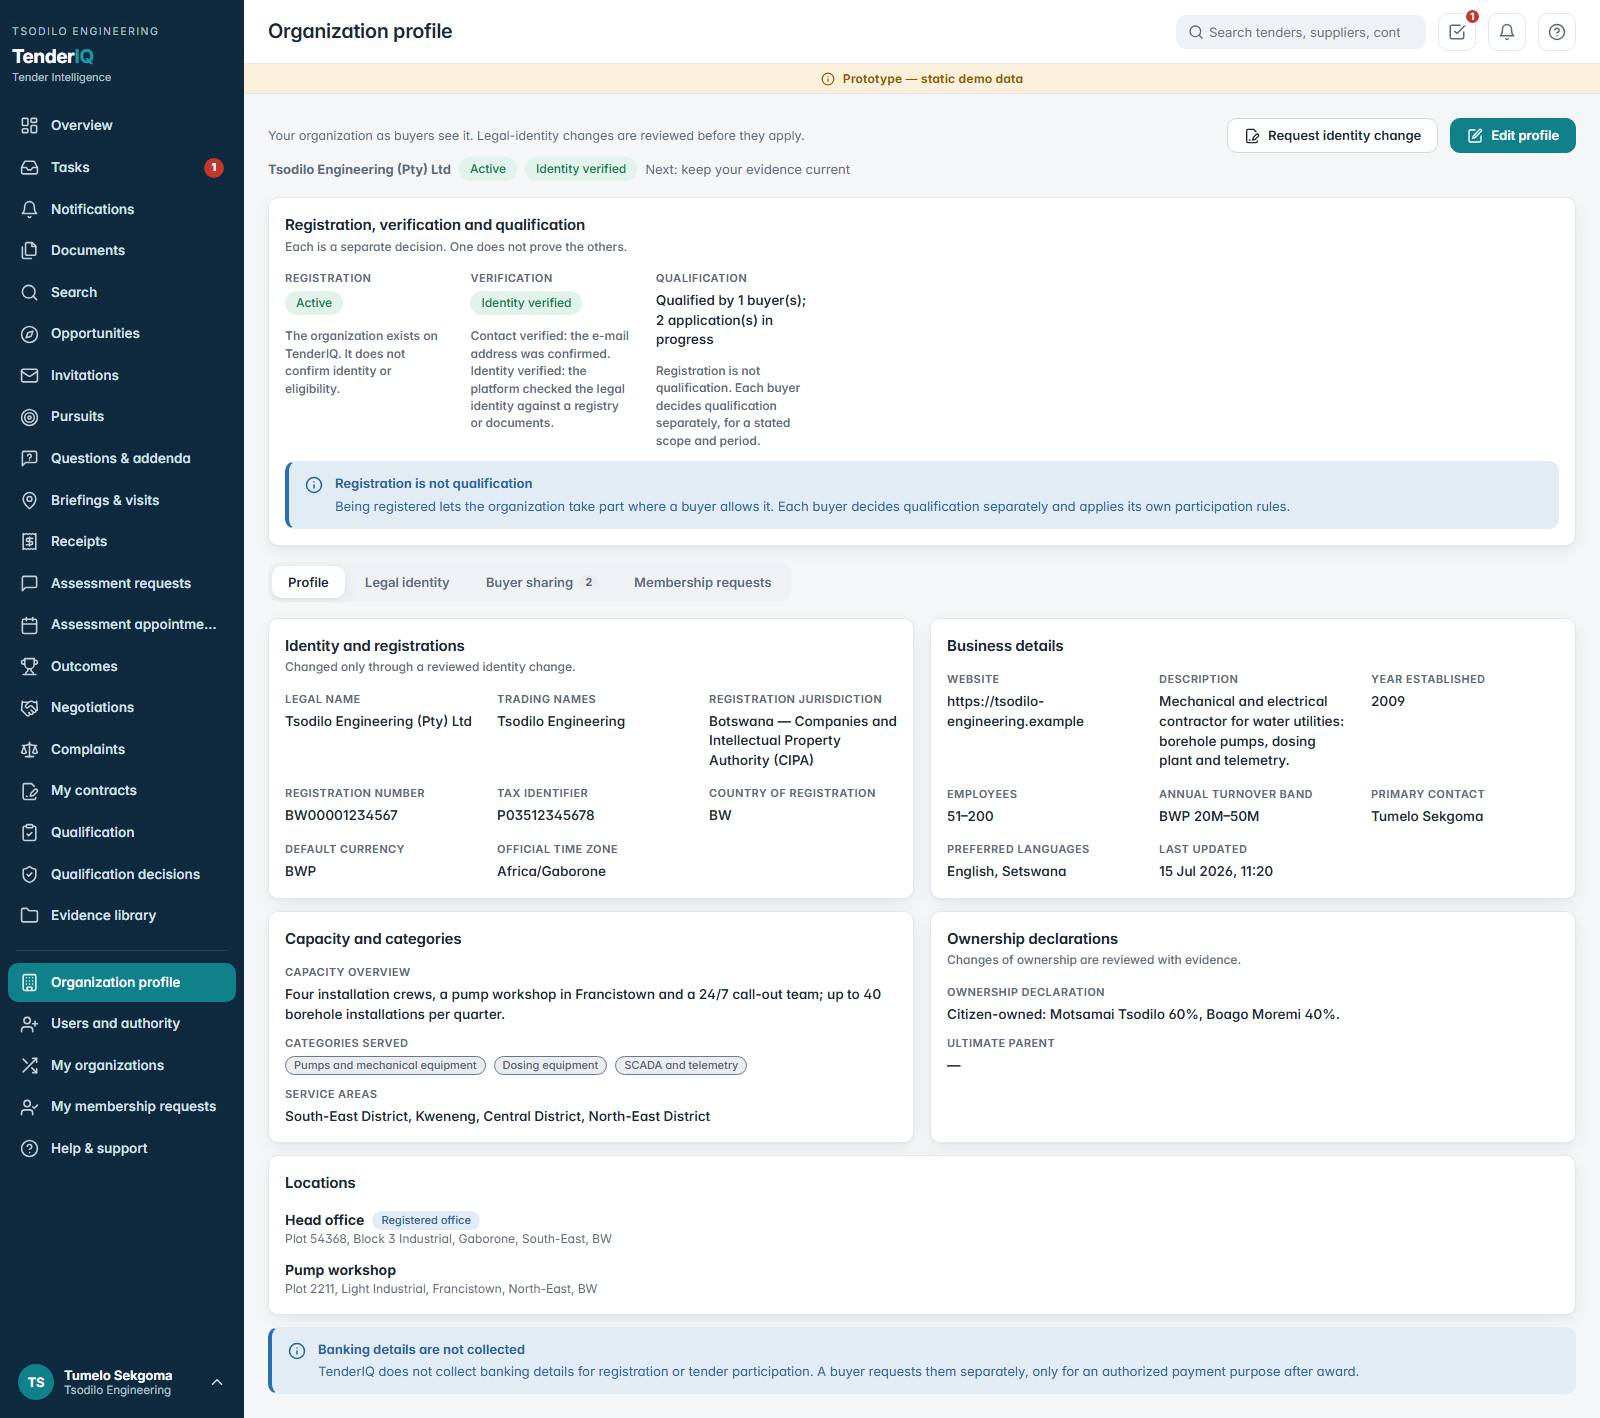 TSODILO ENGINEERING
TenderIQ
Tender Intelligence
Overview
Tasks
1
Notifications
Documents
Search
Opportunities
Invitations
Pursuits
Questions & addenda
Briefings & visits
Receipts
Assessment requests
Assessment appointme...
Outcomes
Negotiations
Complaints
My contracts
Qualification
Qualification decisions
Evidence library
Organization profile
Users and authority
My organizations
My membership requests
Help & support
TS
Tumelo Sekgoma
Tsodilo Engineering
Organization profile
Search tenders, suppliers, cont
1
Prototype — static demo data
Your organization as buyers see it. Legal-identity changes are reviewed before they apply.
Request identity change
Edit profile
Tsodilo Engineering (Pty) Ltd Active Identity verified Next: keep your evidence current
Registration, verification and qualification
Each is a separate decision. One does not prove the others.
REGISTRATION
Active
The organization exists on
TenderIQ. It does not
confirm identity or
eligibility.
VERIFICATION
Identity verified
Contact verified: the e-mail
address was confirmed.
Identity verified: the
platform checked the legal
identity against a registry
or documents.
QUALIFICATION
Qualified by 1 buyer(s);
2 application(s) in
progress
Registration is not
qualification. Each buyer
decides qualification
separately, for a stated
scope and period.
Registration is not qualification
Being registered lets the organization take part where a buyer allows it. Each buyer decides qualification separately and applies its own participation rules.
Profile
Legal identity
Buyer sharing 2
Membership requests
Identity and registrations
Changed only through a reviewed identity change.
LEGAL NAME
Tsodilo Engineering (Pty) Ltd
TRADING NAMES
Tsodilo Engineering
REGISTRATION JURISDICTION
Botswana — Companies and
Intellectual Property
Authority (CIPA)
REGISTRATION NUMBER
BW00001234567
TAX IDENTIFIER
P03512345678
COUNTRY OF REGISTRATION
BW
DEFAULT CURRENCY
BWP
OFFICIAL TIME ZONE
Africa/Gaborone
Business details
WEBSITE
https://tsodilo-
engineering.example
DESCRIPTION
Mechanical and electrical
contractor for water utilities:
borehole pumps, dosing
plant and telemetry.
YEAR ESTABLISHED
2009
EMPLOYEES
51–200
ANNUAL TURNOVER BAND
BWP 20M–50M
PRIMARY CONTACT
Tumelo Sekgoma
PREFERRED LANGUAGES
English, Setswana
LAST UPDATED
15 Jul 2026, 11:20
Capacity and categories
CAPACITY OVERVIEW
Four installation crews, a pump workshop in Francistown and a 24/7 call-out team; up to 40
borehole installations per quarter.
CATEGORIES SERVED
Pumps and mechanical equipment
Dosing equipment
SCADA and telemetry
SERVICE AREAS
South-East District, Kweneng, Central District, North-East District
Ownership declarations
Changes of ownership are reviewed with evidence.
OWNERSHIP DECLARATION
Citizen-owned: Motsamai Tsodilo 60%, Boago Moremi 40%.
ULTIMATE PARENT
—
Locations
Head office Registered office
Plot 54368, Block 3 Industrial, Gaborone, South-East, BW
Pump workshop
Plot 2211, Light Industrial, Francistown, North-East, BW
Banking details are not collected
TenderIQ does not collect banking details for registration or tender participation. A buyer requests them separately, only for an authorized payment purpose after award.